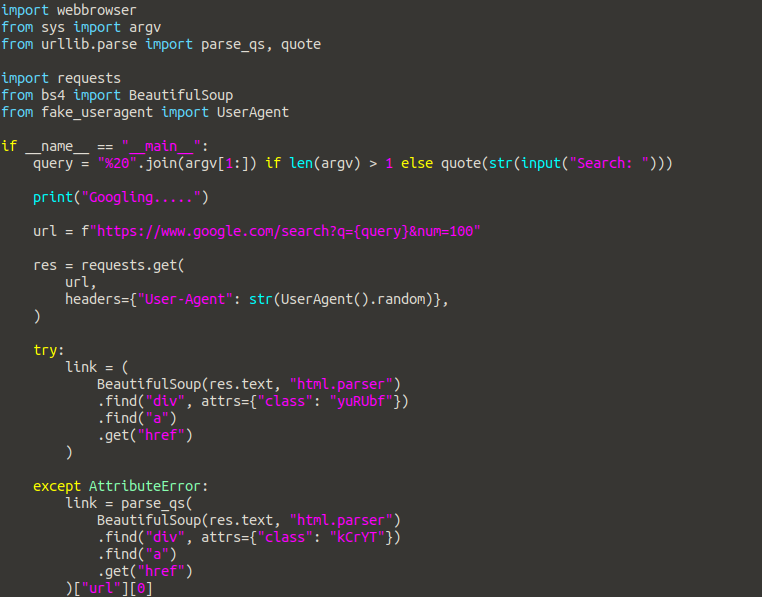 import webbrowser
from sys import argv
from urllib.parse import parse_qs, quote

import requests
from bs4 import BeautifulSoup
from fake_useragent import UserAgent

if __name__ == "__main__":
    query = "%20".join(argv[1:]) if len(argv) > 1 else quote(str(input("Search: ")))

    print("Googling.....")

    url = f"https://www.google.com/search?q={query}&num=100"

    res = requests.get(
        url,
        headers={"User-Agent": str(UserAgent().random)},
    )

    try:
        link = (
            BeautifulSoup(res.text, "html.parser")
            .find("div", attrs={"class": "yuRUbf"})
            .find("a")
            .get("href")
        )

    except AttributeError:
        link = parse_qs(
            BeautifulSoup(res.text, "html.parser")
            .find("div", attrs={"class": "kCrYT"})
            .find("a")
            .get("href")
        )["url"][0]